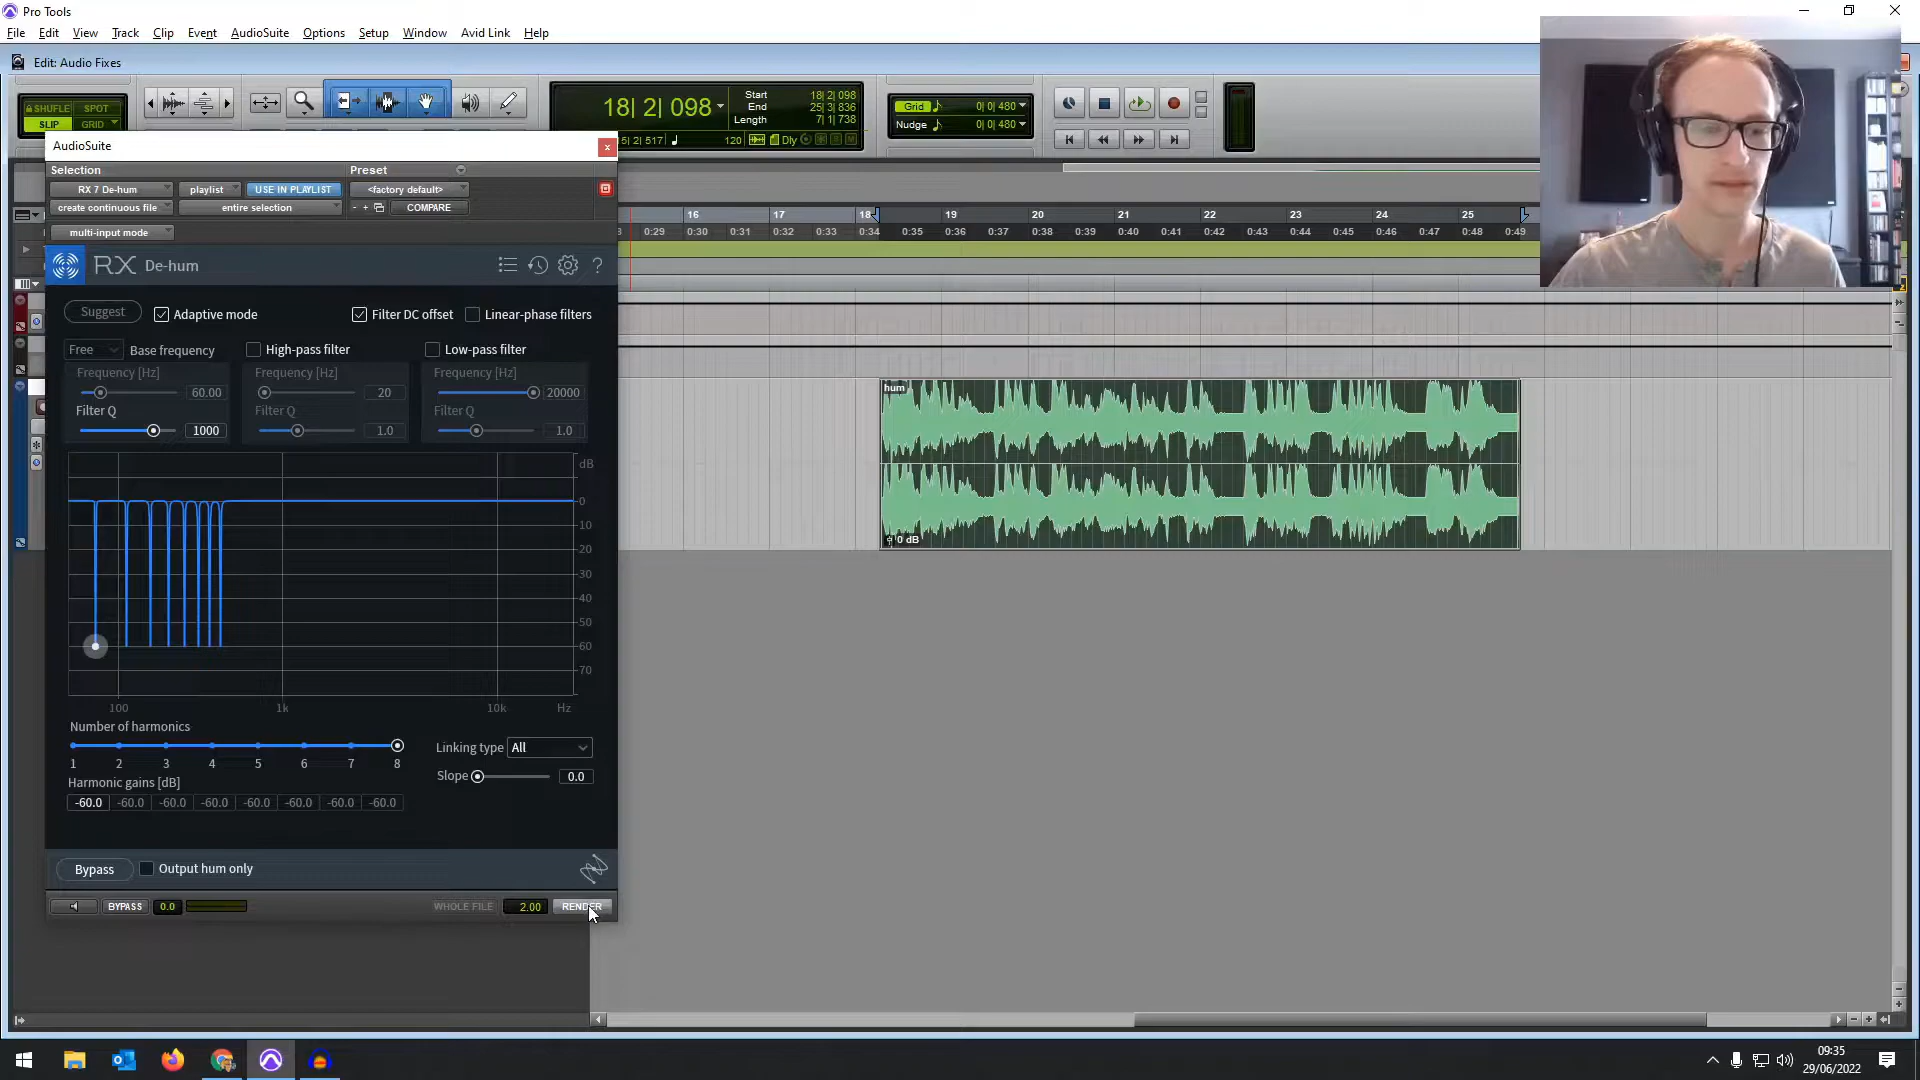 Pro Tools
File Edit View Track Clip Event AudioSuite Options Setup Window Avid Link Help
Edit: Audio Fixes
SHUFFLE SPOT
SLIP GRID
18| 2| 098
Start 18| 2| 098
End 25| 3| 836
Length 7| 1| 738
5| 2| 517 120 Dly
Grid 0| 0| 480
Nudge 0| 0| 480
AudioSuite
Selection Preset
RX 7 De-hum playlist USE IN PLAYLIST <factory default>
create continuous file entire selection - + COMPARE
multi-input mode
16 17 18 19 20 21 22 23 24 25
0:29 0:30 0:31 0:32 0:33 0:34 0:35 0:36 0:37 0:38 0:39 0:40 0:41 0:42 0:43 0:44 0:45 0:46 0:47 0:48 0:49
RX De-hum ?
Suggest Adaptive mode Filter DC offset Linear-phase filters
Free Base frequency High-pass filter Low-pass filter
Frequency [Hz] Frequency [Hz] Frequency [Hz]
60.00 20 20000
Filter Q Filter Q Filter Q
1000 1.0 1.0
dB
0
-10
-20
-30
-40
-50
-60
-70
100 1k 10k Hz
hum
0 dB
Number of harmonics
1 2 3 4 5 6 7 8
Linking type All
Slope 0.0
Harmonic gains [dB]
-60.0 -60.0 -60.0 -60.0 -60.0 -60.0 -60.0 -60.0
Bypass Output hum only
BYPASS 0.0 WHOLE FILE 2.00 RENDER
09:35
29/06/2022